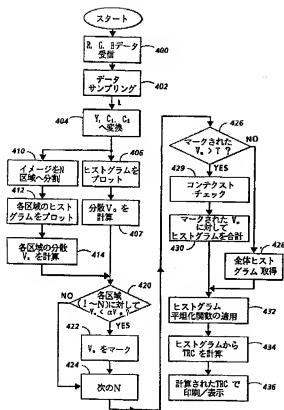 スタート
R, G, Bデータ
受信
400
データ
サンプリング
402
404
Y, C₁, C₂
へ変換
410
イメージをN
区域へ分割
406
ヒストグラムを
プロット
412
各区域のヒスト
グラムをプロット
分散V₀ を
計算
407
各区域の分散
Vₙ を計算
414
420
各区域
(1〜N)に対して
Vₙ < αV₀ ?
NO
YES
422
Vₙ をマーク
424
次のN
426
マークされた
Vₙ > T ?
NO
YES
429
コンテクスト
チェック
マークされた Vₙ
に対して
ヒストグラムを合計
430
428
全体ヒスト
グラム 取得
ヒストグラム
平坦化関数の適用
432
ヒストグラムから
TRC を計算
434
計算されたTRCで
印刷/表示
436